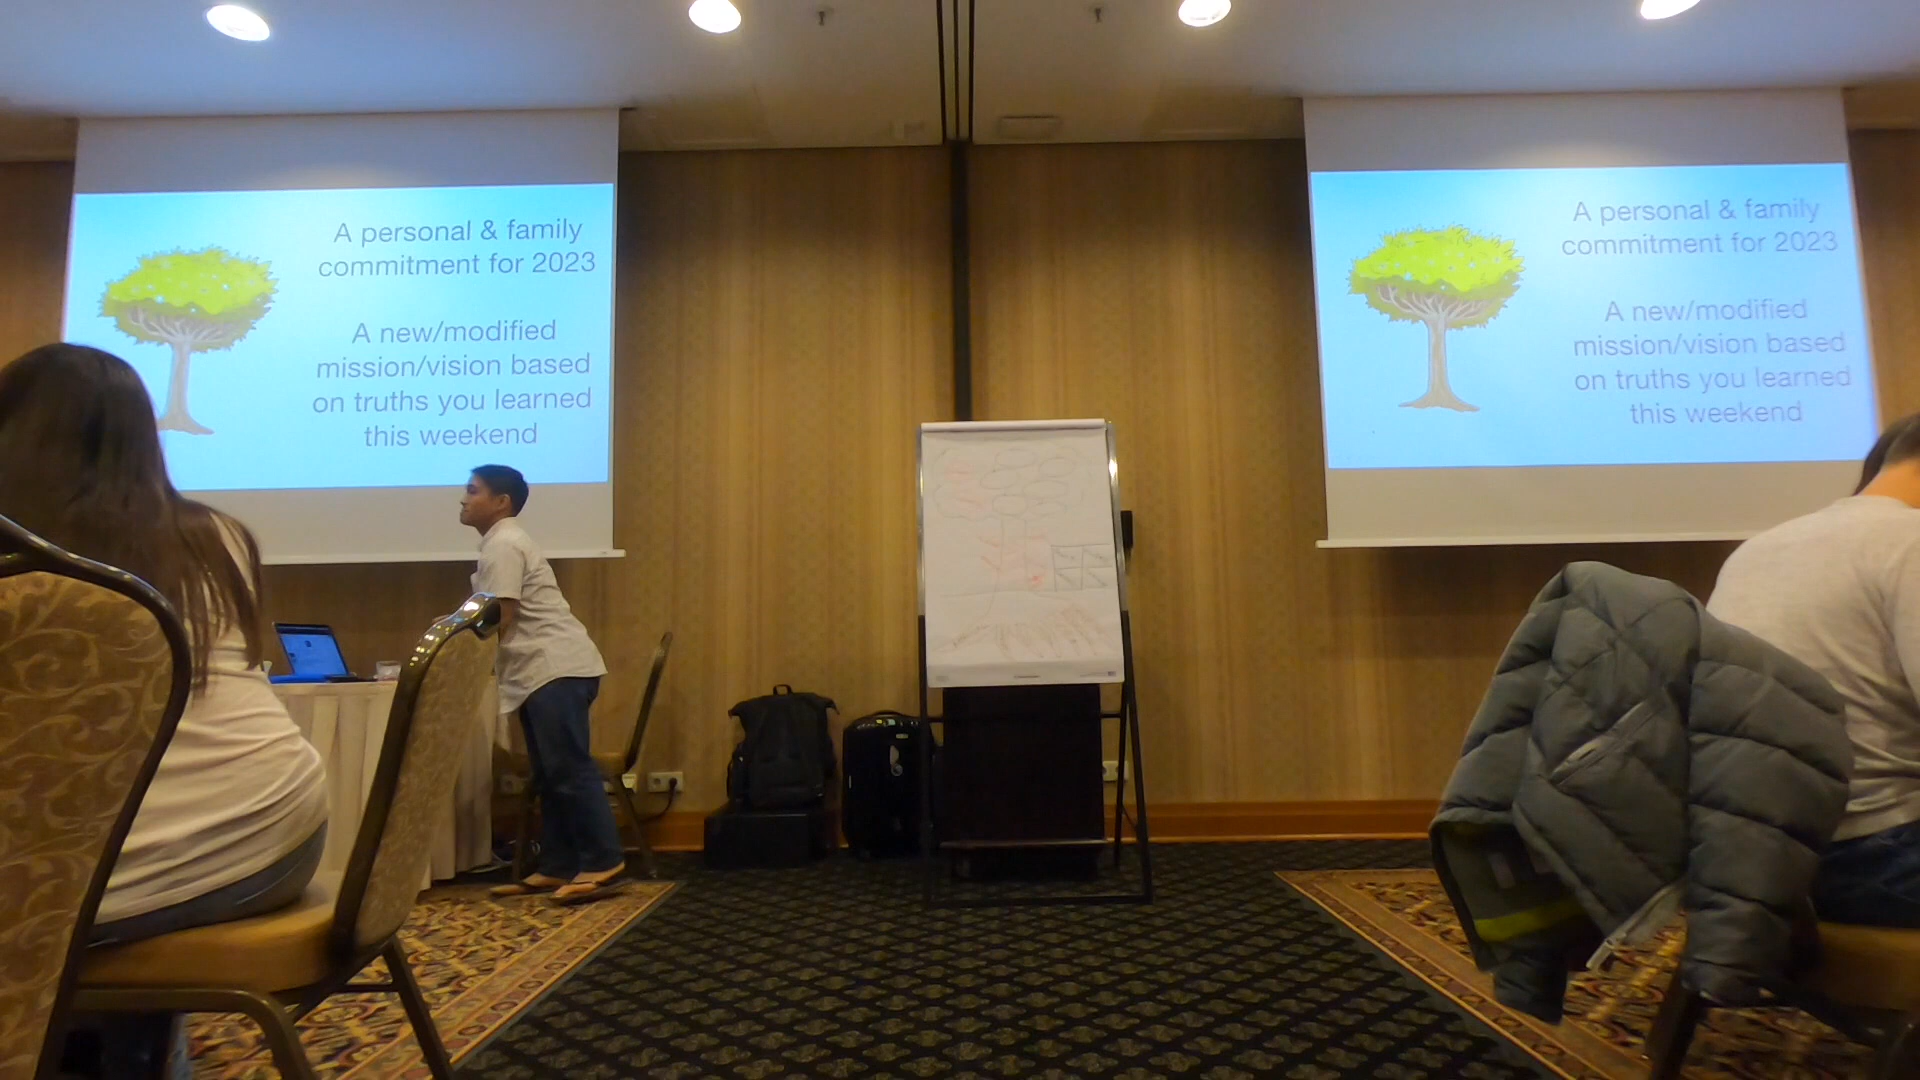 A personal & family
commitment for 2023
A new/modified
mission/vision based
on truths you learned
this weekend
A personal & family
commitment for 2023
A new/modified
mission/vision based
on truths you learned
this weekend